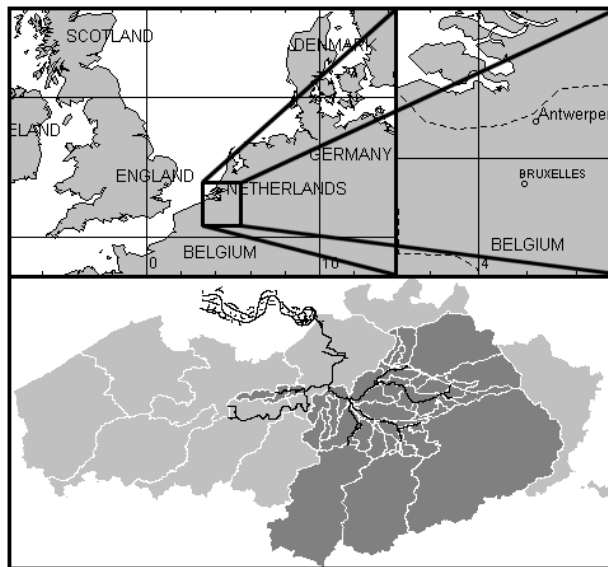 SCOTLAND
DENMARK
ELAND
Antwerpen
GERMANY
ENGLAND
BRUXELLES
NETHERLANDS
BELGIUM
BELGIUM
0
10
4